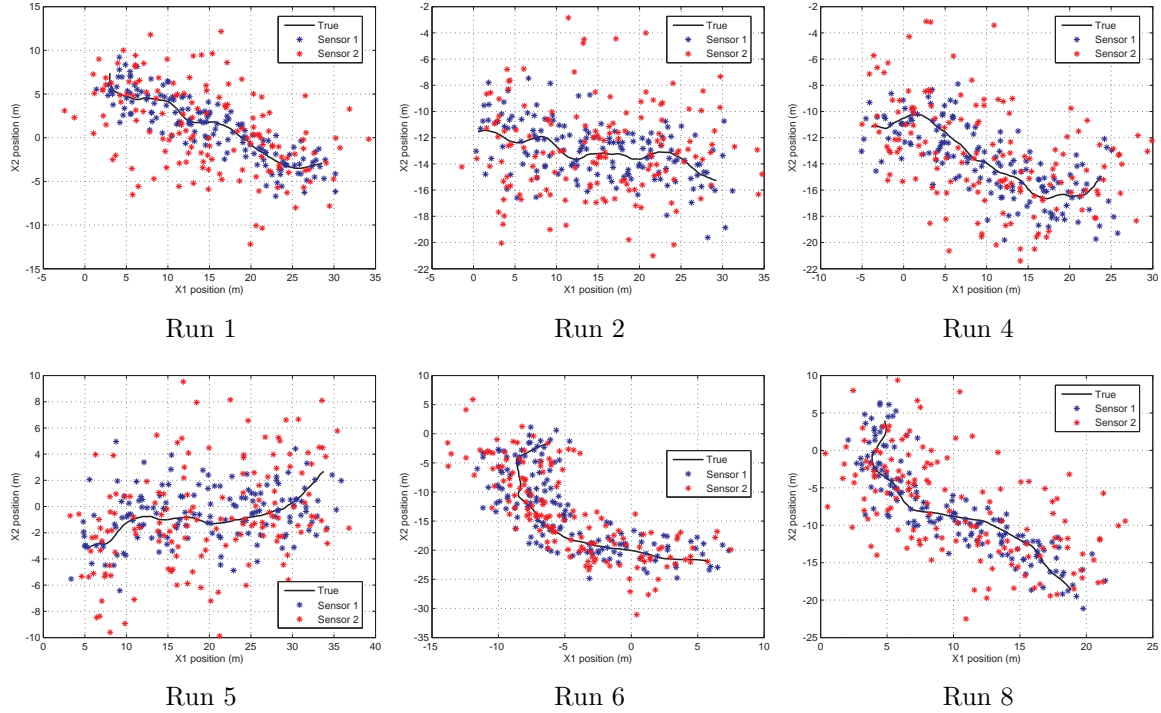 15
10
5
0
-5
-10
-15
-5 0 5 10 15 20 25 30 35
X2 position (m)
X1 position (m)
True
Sensor 1
Sensor 2
Run 1
-2
-4
-6
-8
-10
-12
-14
-16
-18
-20
-22
-5 0 5 10 15 20 25 30 35
X2 position (m)
X1 position (m)
True
Sensor 1
Sensor 2
Run 2
-2
-4
-6
-8
-10
-12
-14
-16
-18
-20
-22
-10 -5 0 5 10 15 20 25 30
X2 position (m)
X1 position (m)
True
Sensor 1
Sensor 2
Run 4
10
8
6
4
2
0
-2
-4
-6
-8
-10
0 5 10 15 20 25 30 35 40
X2 position (m)
X1 position (m)
True
Sensor 1
Sensor 2
Run 5
10
5
0
-5
-10
-15
-20
-25
-30
-35
-15 -10 -5 0 5 10
X2 position (m)
X1 position (m)
True
Sensor 1
Sensor 2
Run 6
10
5
0
-5
-10
-15
-20
-25
0 5 10 15 20 25
X2 position (m)
X1 position (m)
True
Sensor 1
Sensor 2
Run 8